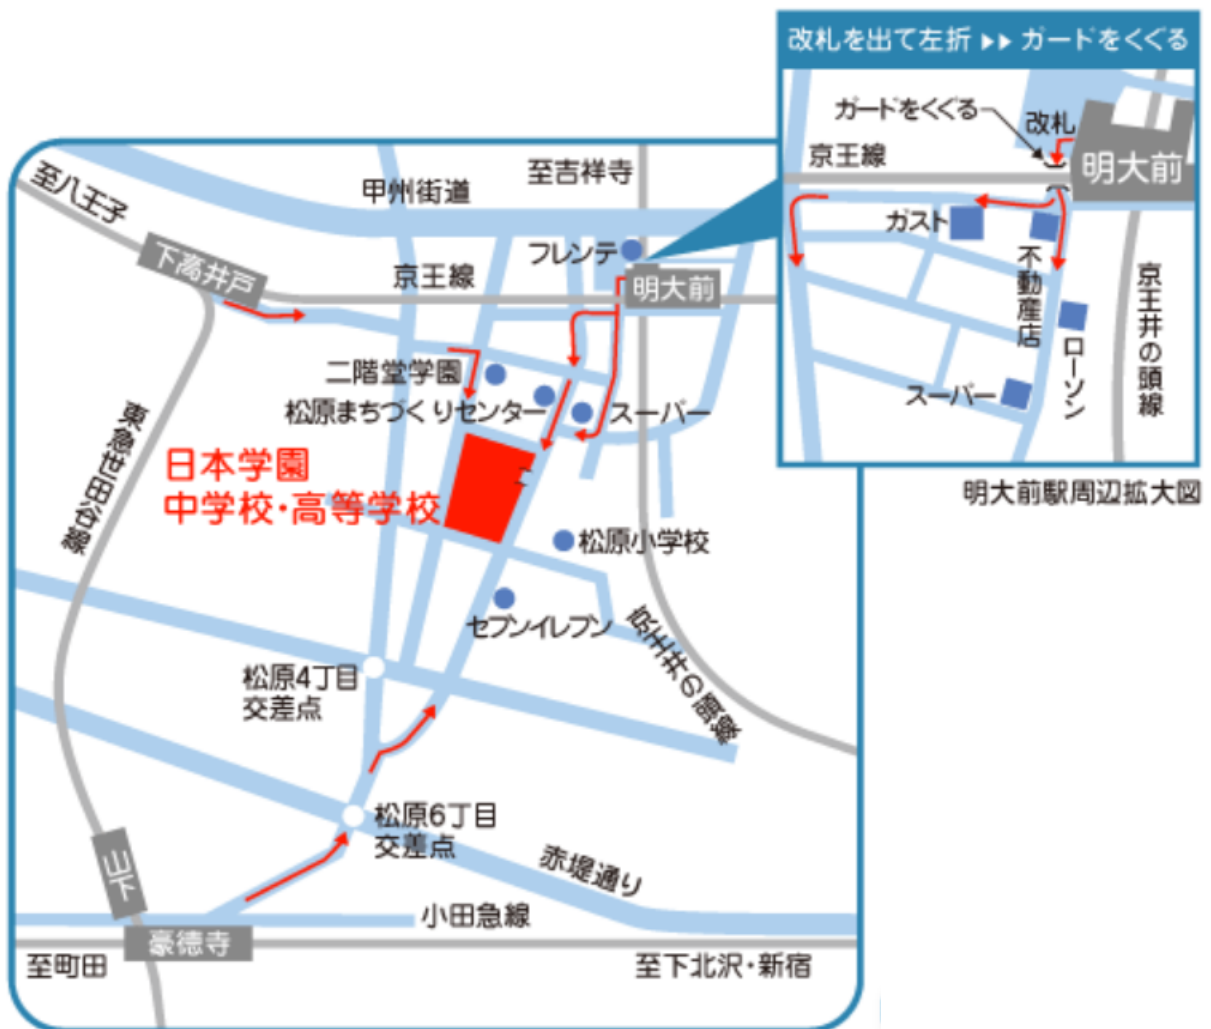 改札を出て左折 ▶▶ ガードをくぐる
ガードをくぐる
改札
京王線
明大前
ガスト
不動産店
京王井の頭線
ローソン
スーパー
明大前駅周辺拡大図
至八王子
甲州街道
至吉祥寺
フレンテ
下高井戸
京王線
明大前
二階堂学園
松原まちづくりセンター
スーパー
東急世田谷線
日本学園
中学校・高等学校
松原小学校
セブンイレブン
京王井の頭線
松原4丁目
交差点
松原6丁目
交差点
赤堤通り
山下
小田急線
豪徳寺
至町田
至下北沢・新宿